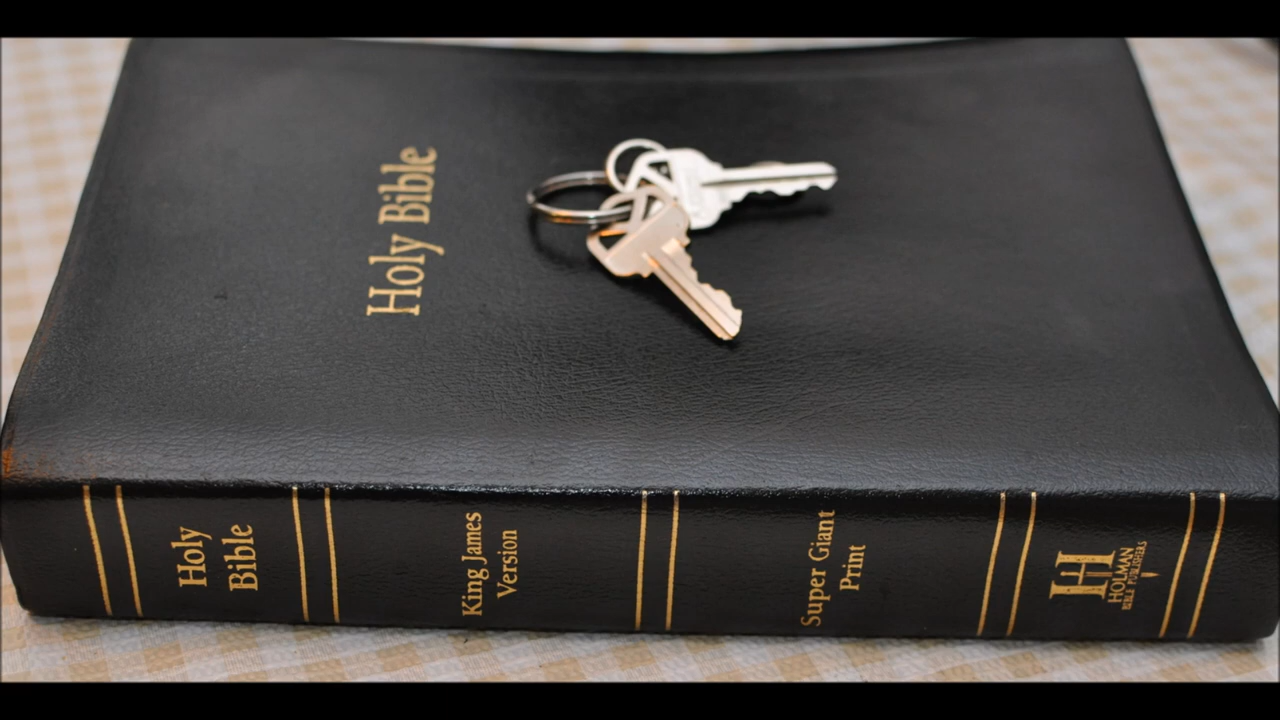 Holy Bible
Holy
Bible
King James
Version
Super Giant
Print
HOLMAN
BIBLE PUBLISHERS